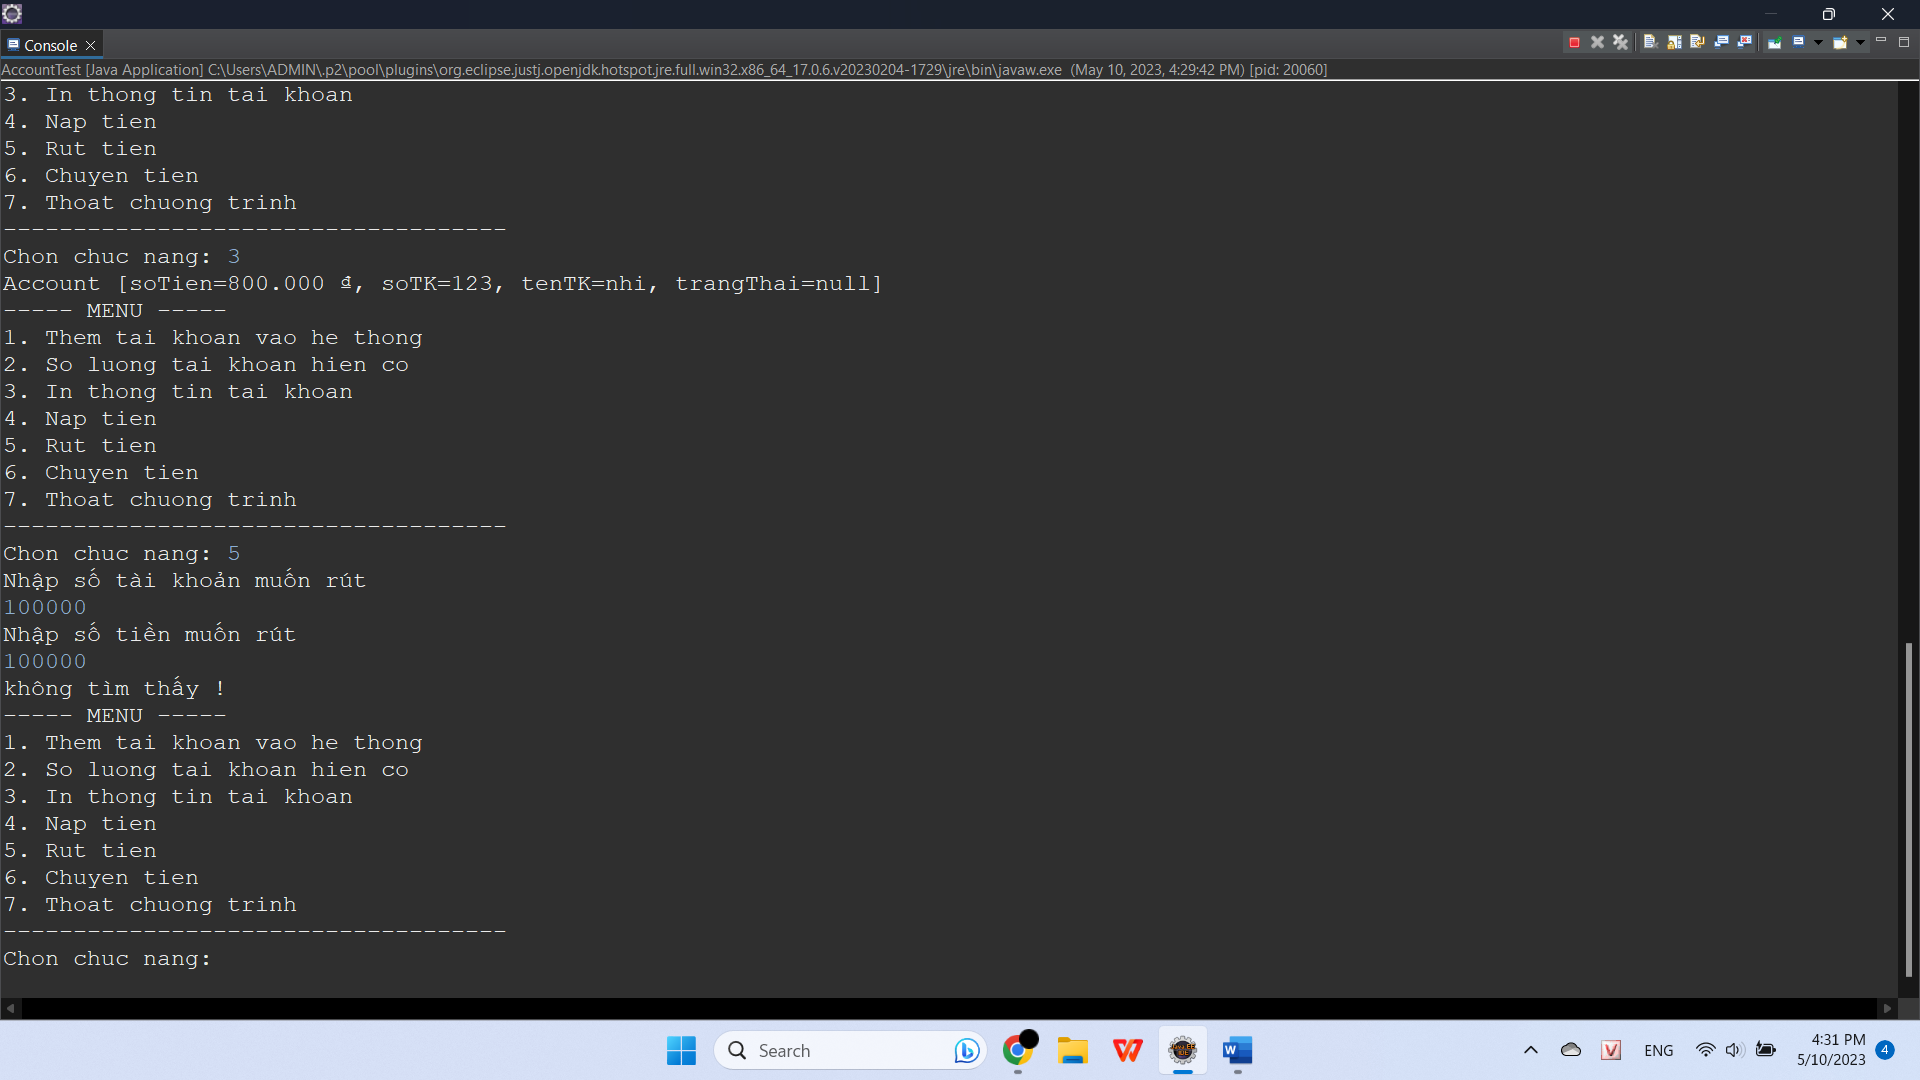 Console
AccountTest [Java Application] C:\Users\ADMIN\.p2\pool\plugins\org.eclipse.justj.openjdk.hotspot.jre.full.win32.x86_64_17.0.6.v20230204-1729\jre\bin\javaw.exe (May 10, 2023, 4:29:42 PM) [pid: 20060]
3. In thong tin tai khoan
4. Nap tien
5. Rut tien
6. Chuyen tien
7. Thoat chuong trinh
------------------------------------
Chon chuc nang: 3
Account [soTien=800.000 đ, soTK=123, tenTK=nhi, trangThai=null]
----- MENU -----
1. Them tai khoan vao he thong
2. So luong tai khoan hien co
3. In thong tin tai khoan
4. Nap tien
5. Rut tien
6. Chuyen tien
7. Thoat chuong trinh
------------------------------------
Chon chuc nang: 5
Nhập số tài khoản muốn rút
100000
Nhập số tiền muốn rút
100000
không tìm thấy !
----- MENU -----
1. Them tai khoan vao he thong
2. So luong tai khoan hien co
3. In thong tin tai khoan
4. Nap tien
5. Rut tien
6. Chuyen tien
7. Thoat chuong trinh
------------------------------------
Chon chuc nang:
Search
ENG
4:31 PM
5/10/2023
4